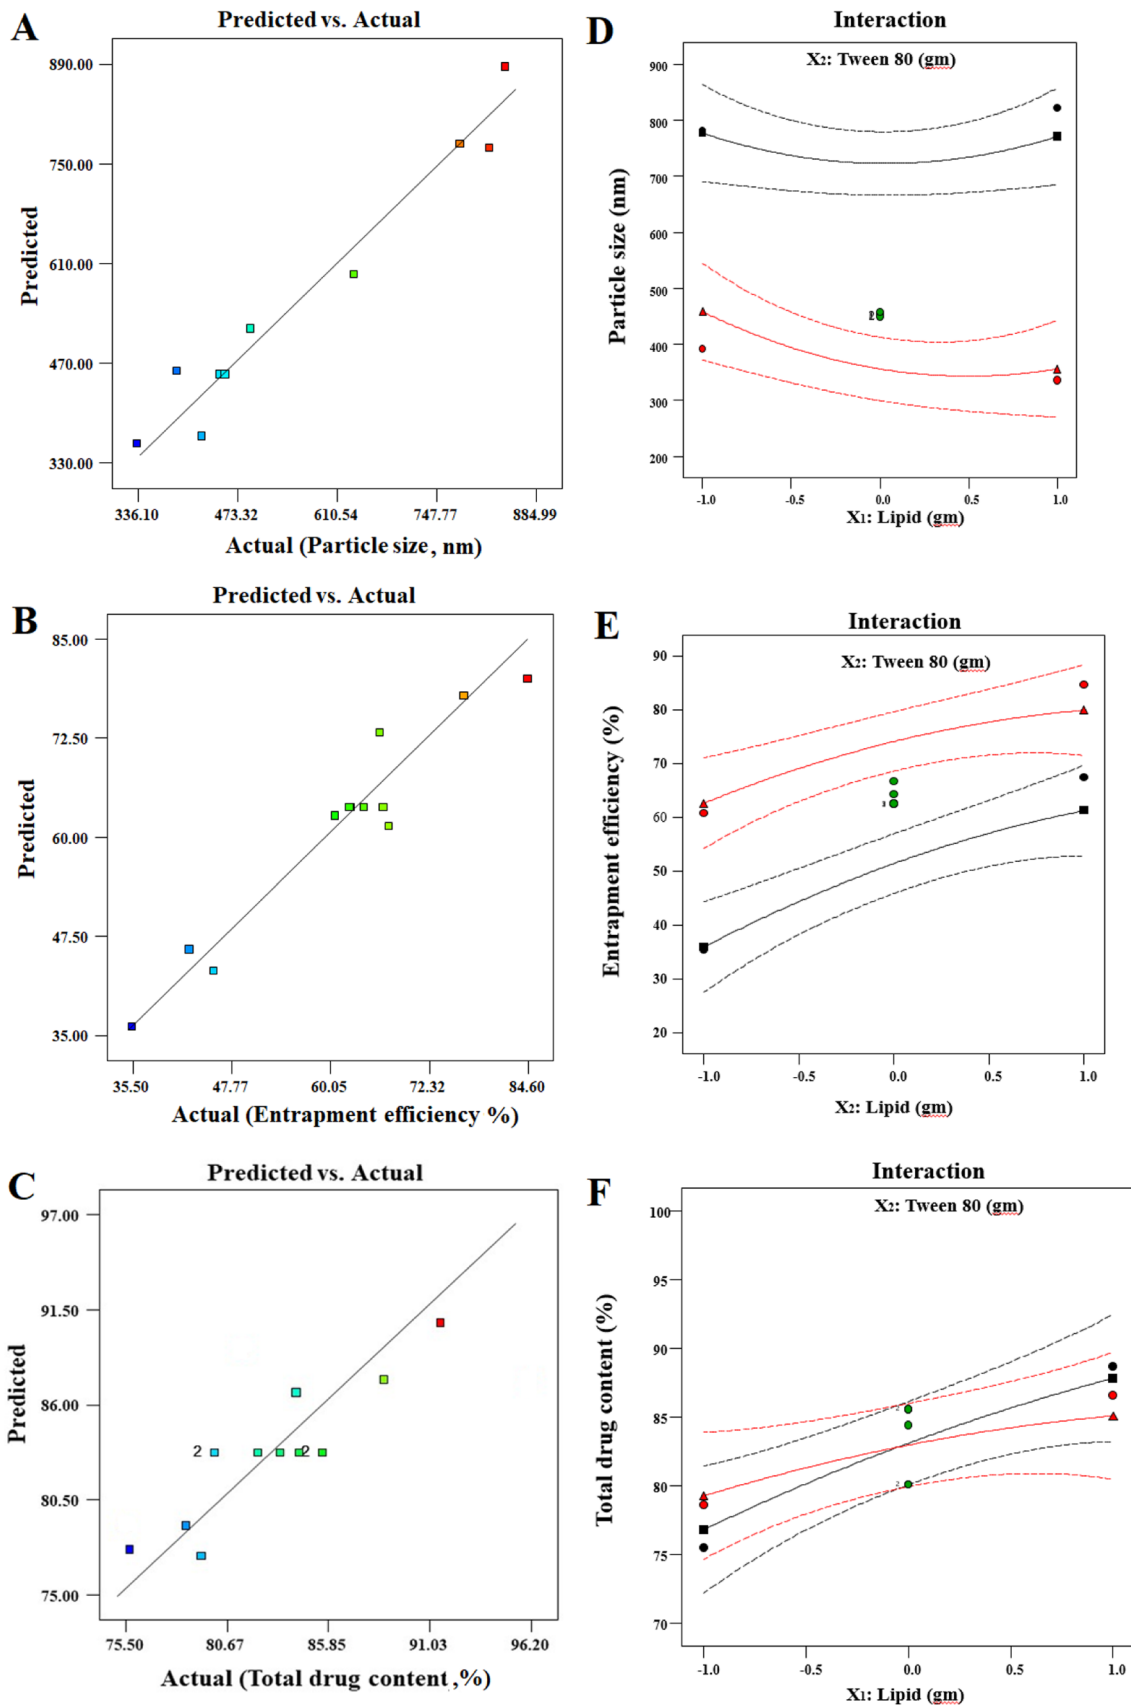 A
Predicted vs. Actual
890.00
750.00
610.00
470.00
330.00
Predicted
336.10 473.32 610.54 747.77 884.99
Actual (Particle size, nm)
D
Interaction
X2: Tween 80 (gm)
900
800
700
600
500
400
300
200
Particle size (nm)
-1.0 -0.5 0.0 0.5 1.0
X1: Lipid (gm)
B
Predicted vs. Actual
85.00
72.50
60.00
47.50
35.00
Predicted
35.50 47.77 60.05 72.32 84.60
Actual (Entrapment efficiency %)
E
Interaction
X2: Tween 80 (gm)
90
80
70
60
50
40
30
20
Entrapment efficiency (%)
-1.0 -0.5 0.0 0.5 1.0
X2: Lipid (gm)
C
Predicted vs. Actual
97.00
91.50
86.00
80.50
75.00
Predicted
2 2
75.50 80.67 85.85 91.03 96.20
Actual (Total drug content ,%)
F
Interaction
X2: Tween 80 (gm)
100
95
90
85
80
75
70
Total drug content (%)
2
-1.0 0.0 0.5 1.0
X1: Lipid (gm)